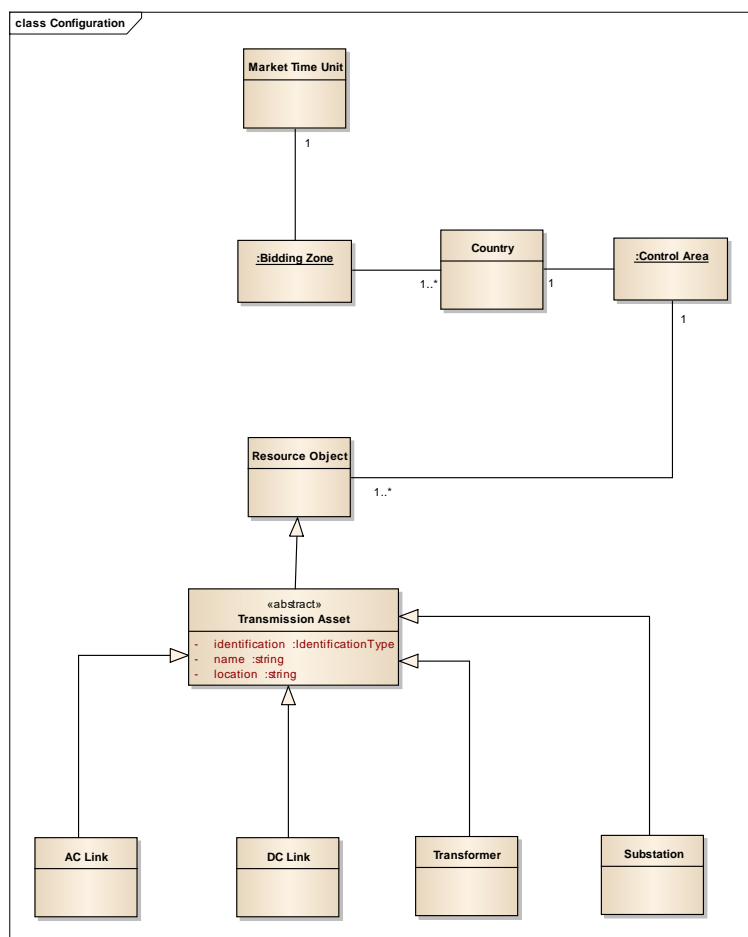 class Configuration
Market Time Unit
1
:Bidding Zone
Country
:Control Area
1..*
1
1
Resource Object
1..*
«abstract»
Transmission Asset
- identification :IdentificationType
- name :string
- location :string
AC Link
DC Link
Transformer
Substation